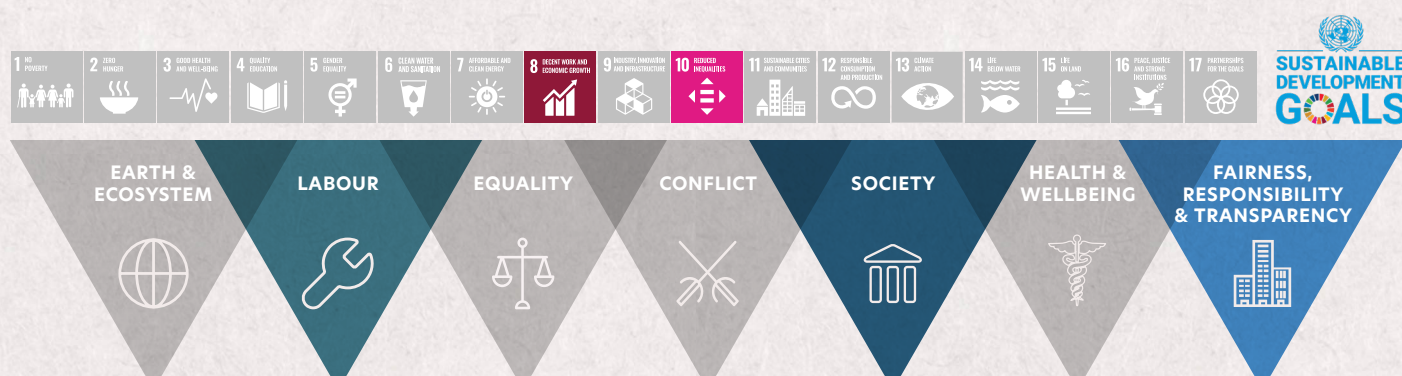 1 NO
POVERTY
2 ZERO
HUNGER
3 GOOD HEALTH
AND WELL-BEING
4 QUALITY
EDUCATION
5 GENDER
EQUALITY
6 CLEAN WATER
AND SANITATION
7 AFFORDABLE AND
CLEAN ENERGY
8 DECENT WORK AND
ECONOMIC GROWTH
9 INDUSTRY, INNOVATION
AND INFRASTRUCTURE
10 REDUCED
INEQUALITIES
11 SUSTAINABLE CITIES
AND COMMUNITIES
12 RESPONSIBLE
CONSUMPTION
AND PRODUCTION
13 CLIMATE
ACTION
14 LIFE
BELOW WATER
15 LIFE
ON LAND
16 PEACE, JUSTICE
AND STRONG
INSTITUTIONS
17 PARTNERSHIPS
FOR THE GOALS
SUSTAINABLE
DEVELOPMENT
GOALS
EARTH &
ECOSYSTEM
LABOUR
EQUALITY
CONFLICT
SOCIETY
HEALTH &
WELLBEING
FAIRNESS,
RESPONSIBILITY
& TRANSPARENCY